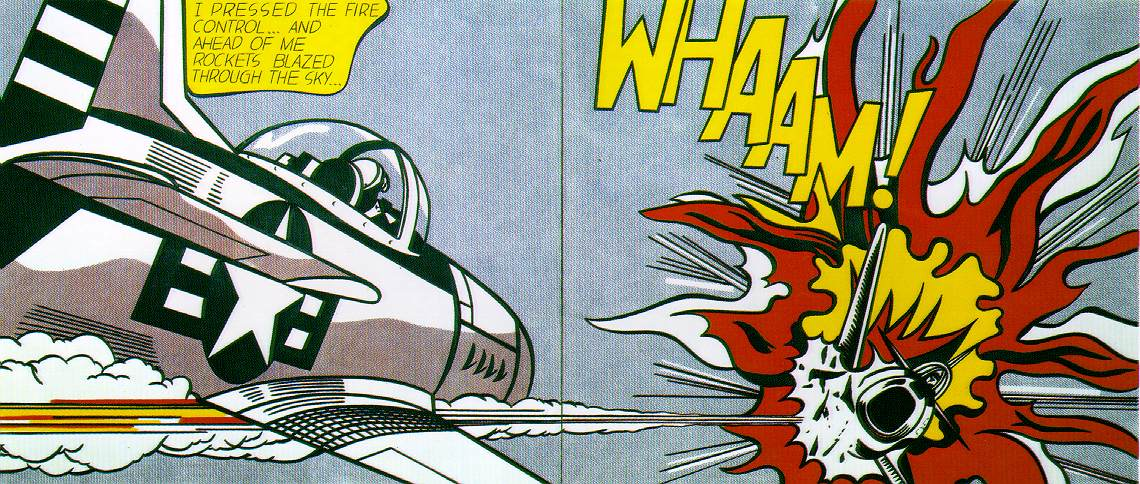 I PRESSED THE FIRE
CONTROL... AND
AHEAD OF ME
ROCKETS BLAZED
THROUGH THE SKY...
WHAAM!